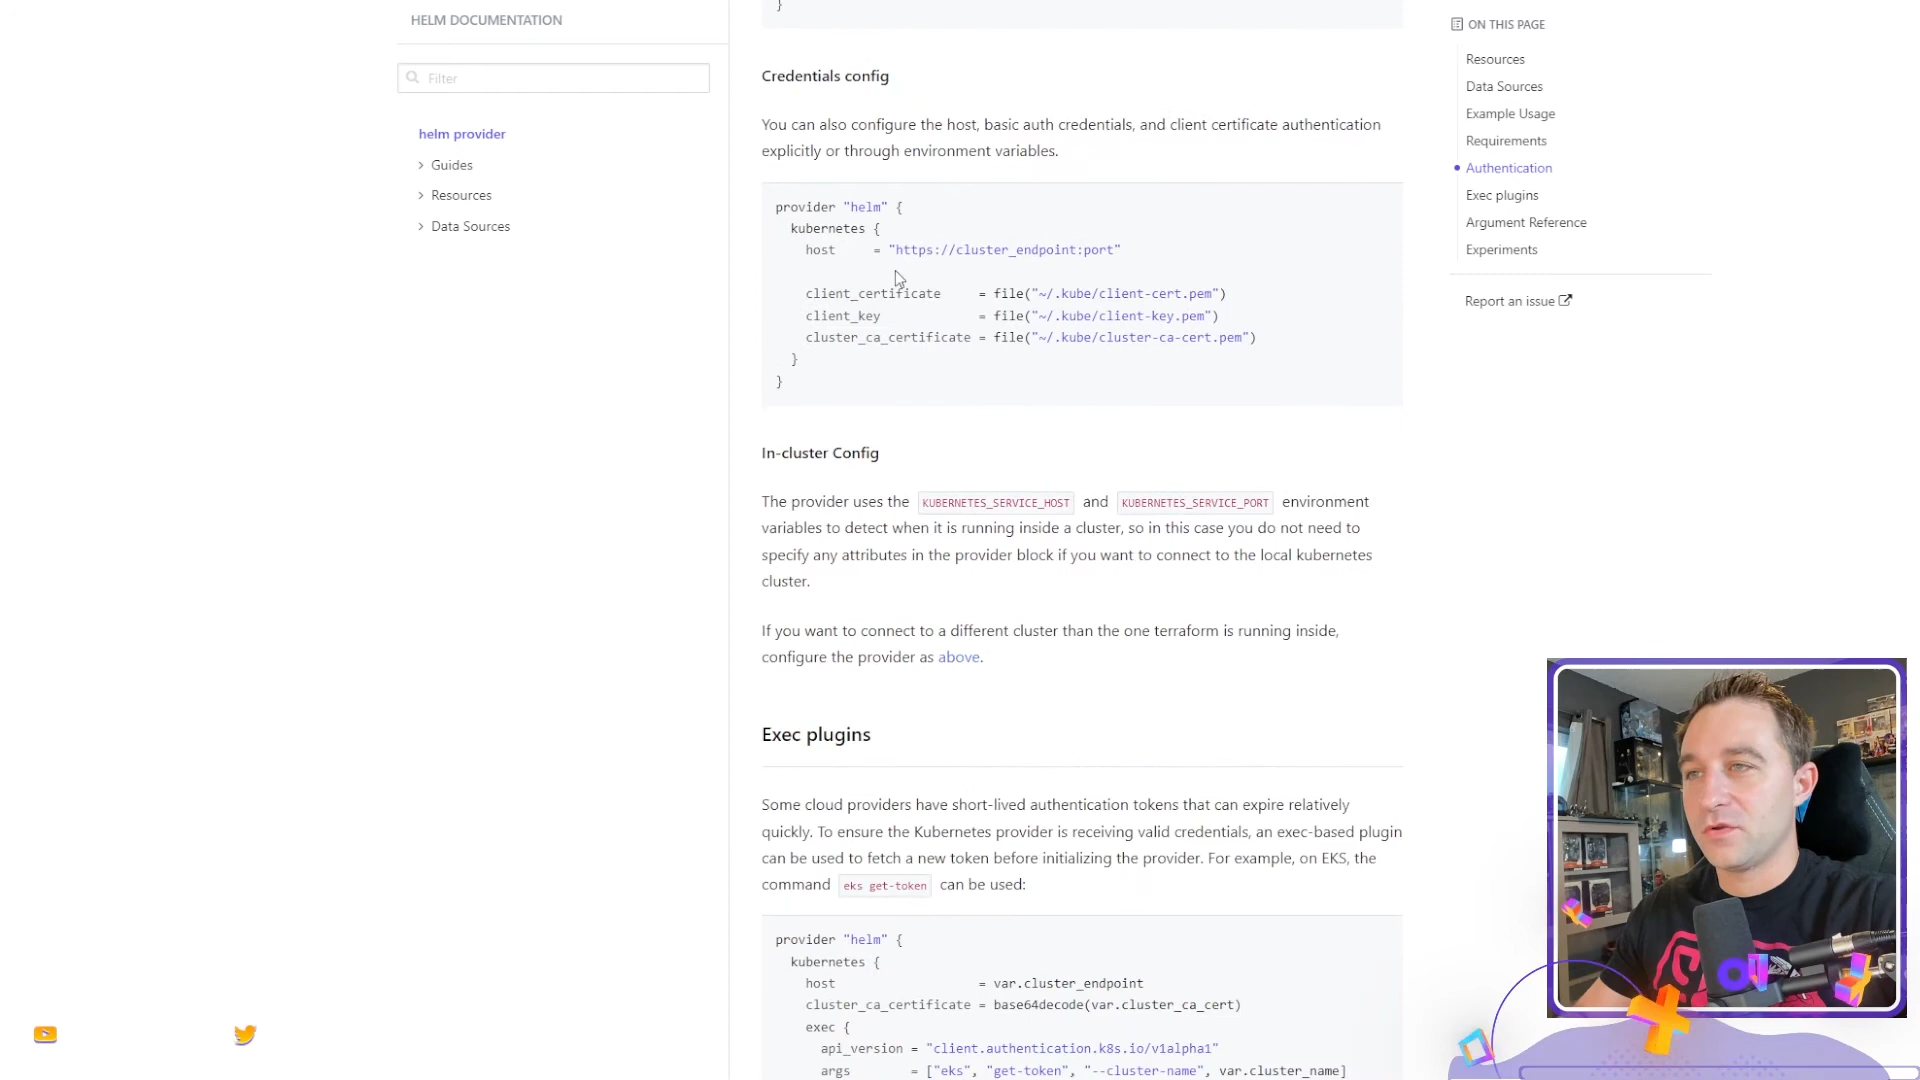 HELM DOCUMENTATION
Filter
helm provider
Guides
Resources
Data Sources
}
Credentials config
You can also configure the host, basic auth credentials, and client certificate authentication
explicitly or through environment variables.
provider "helm" {
kubernetes {
host = "https://cluster_endpoint:port"
client_certificate = file("~/.kube/client-cert.pem")
client_key = file("~/.kube/client-key.pem")
cluster_ca_certificate = file("~/.kube/cluster-ca-cert.pem")
}
}
In-cluster Config
The provider uses the KUBERNETES_SERVICE_HOST and KUBERNETES_SERVICE_PORT environment
variables to detect when it is running inside a cluster, so in this case you do not need to
specify any attributes in the provider block if you want to connect to the local kubernetes
cluster.
If you want to connect to a different cluster than the one terraform is running inside,
configure the provider as above.
Exec plugins
Some cloud providers have short-lived authentication tokens that can expire relatively
quickly. To ensure the Kubernetes provider is receiving valid credentials, an exec-based plugin
can be used to fetch a new token before initializing the provider. For example, on EKS, the
command eks get-token can be used:
provider "helm" {
kubernetes {
host = var.cluster_endpoint
cluster_ca_certificate = base64decode(var.cluster_ca_cert)
exec {
api_version = "client.authentication.k8s.io/v1alpha1"
args = ["eks", "get-token", "--cluster-name", var.cluster_name]
ON THIS PAGE
Resources
Data Sources
Example Usage
Requirements
Authentication
Exec plugins
Argument Reference
Experiments
Report an issue